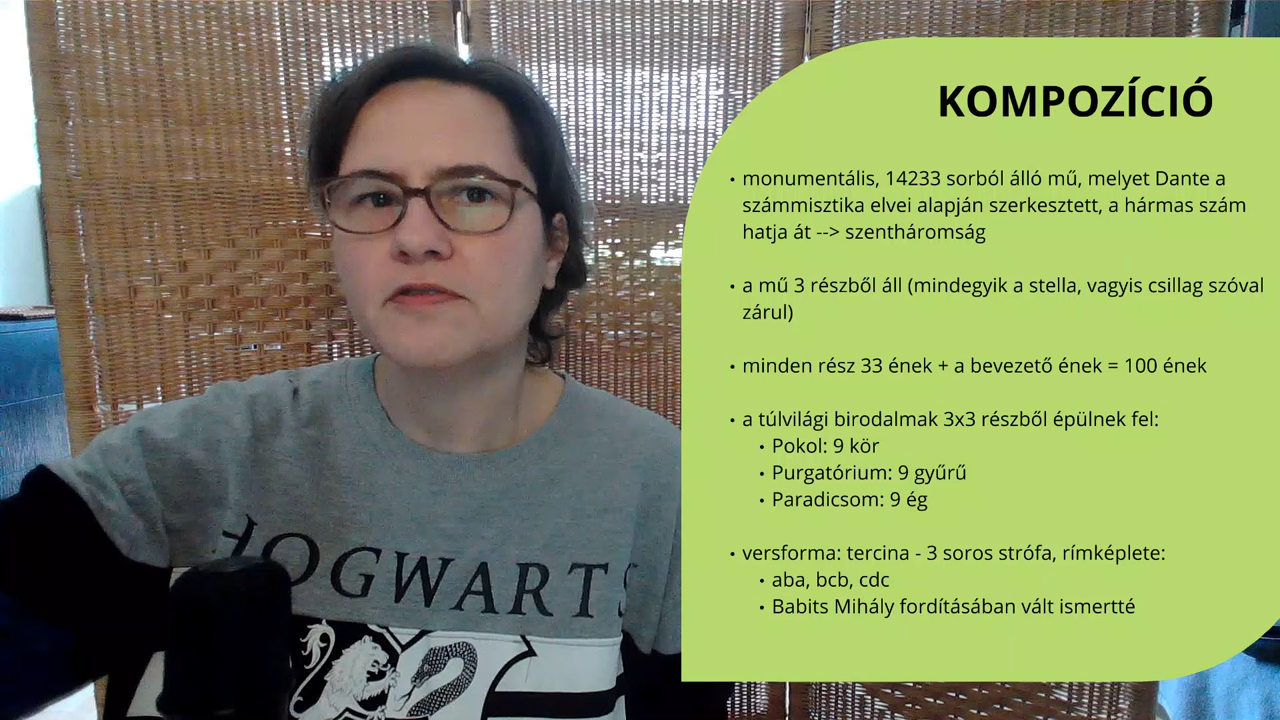 KOMPOZÍCIÓ
• monumentális, 14233 sorból álló mű, melyet Dante a
számmisztika elvei alapján szerkesztett, a hármas szám
hatja át --> szentháromság
• a mű 3 részből áll (mindegyik a stella, vagyis csillag szóval
zárul)
• minden rész 33 ének + a bevezető ének = 100 ének
• a túlvilági birodalmak 3x3 részből épülnek fel:
• Pokol: 9 kör
• Purgatórium: 9 gyűrű
• Paradicsom: 9 ég
• versforma: tercina - 3 soros strófa, rímképlete:
• aba, bcb, cdc
• Babits Mihály fordításában vált ismertté
HOGWARTS